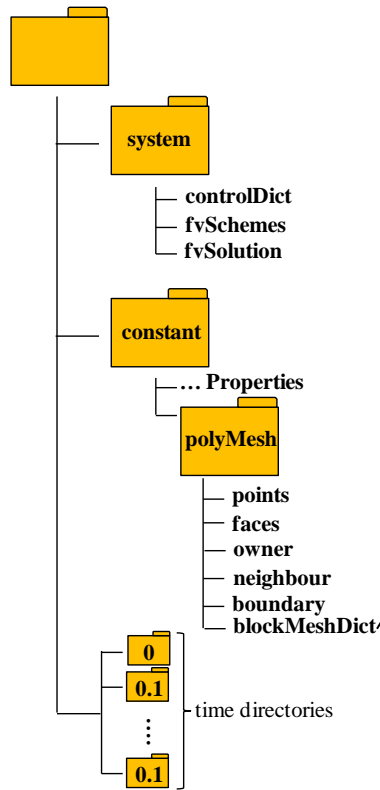 system
controlDict
fvSchemes
fvSolution
constant
... Properties
polyMesh
points
faces
owner
neighbour
boundary
blockMeshDict^
0
0.1
time directories
....
0.1